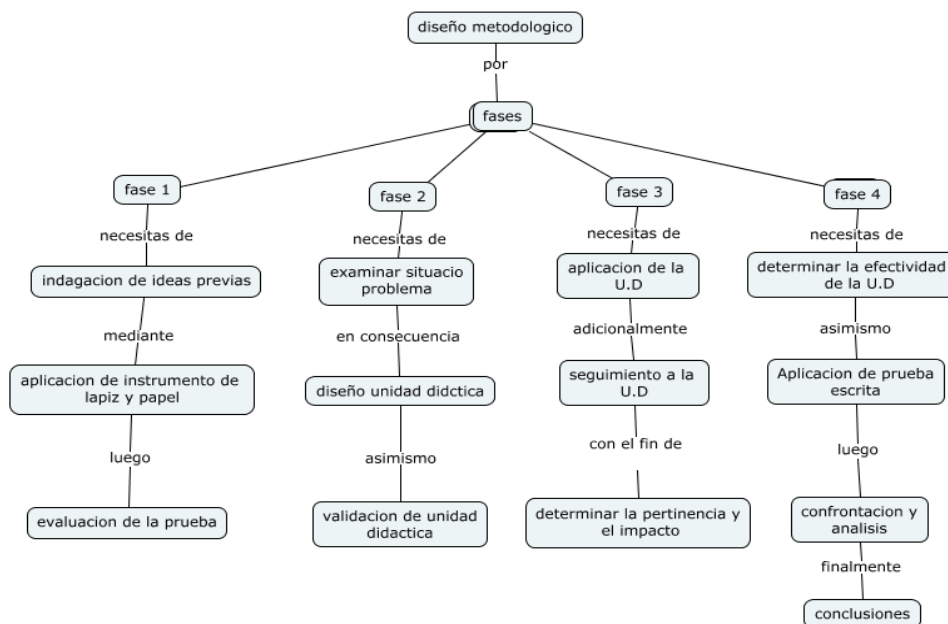 diseño metodologico
por
fases
fase 1
necesitas de
indagacion de ideas previas
mediante
aplicacion de instrumento de
lapiz y papel
luego
evaluacion de la prueba
fase 2
necesitas de
examinar situacio
problema
en consecuencia
diseño unidad didctica
asimismo
validacion de unidad
didactica
fase 3
necesitas de
aplicacion de la
U.D
adicionalmente
seguimiento a la
U.D
con el fin de
determinar la pertinencia y
el impacto
fase 4
necesitas de
determinar la efectividad
de la U.D
asimismo
Aplicacion de prueba
escrita
luego
confrontacion y
analisis
finalmente
conclusiones